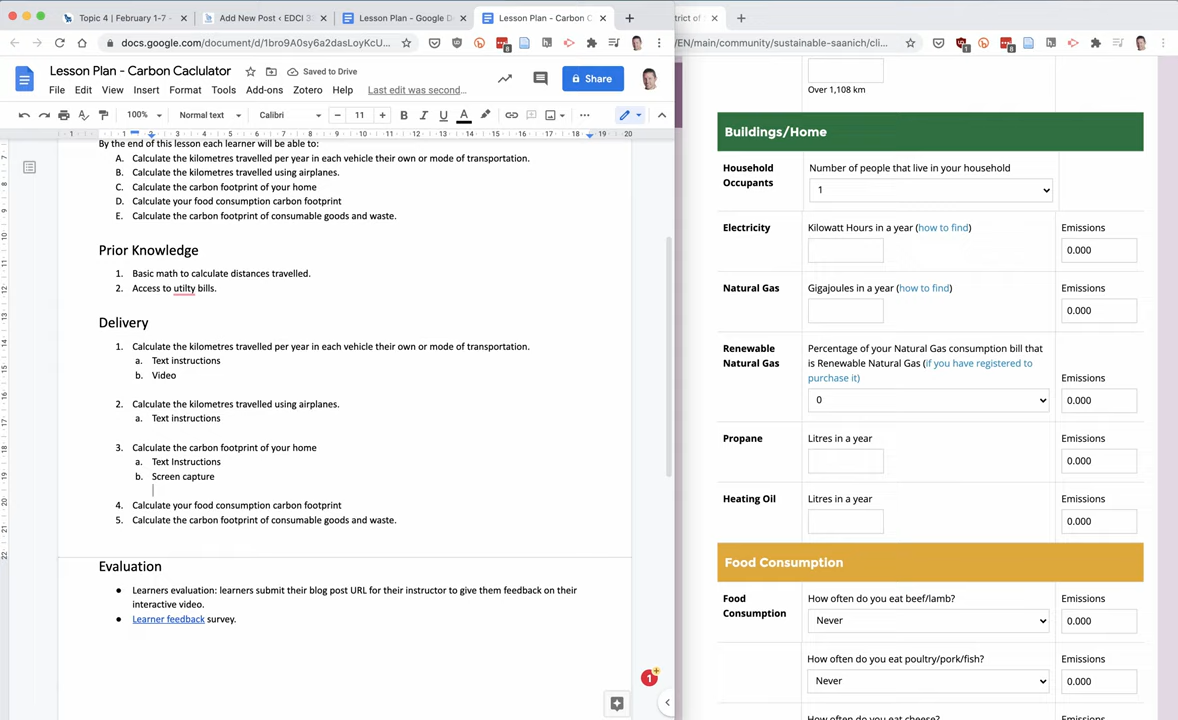 Topic 4 | February 1-7 -
Add New Post ‹ EDCI 3
Lesson Plan - Google D
Lesson Plan - Carbon C
trict of
docs.google.com/document/d/1bro9A0sy6a2dasLoyKcU...
/EN/main/community/sustainable-saanich/cli...
Lesson Plan - Carbon Caclulator
Saved to Drive
File Edit View Insert Format Tools Add-ons Zotero Help Last edit was second...
Share
100% Normal text Calibri 11 B I U A
By the end of this lesson each learner will be able to:
A. Calculate the kilometres travelled per year in each vehicle their own or mode of transportation.
B. Calculate the kilometres travelled using airplanes.
C. Calculate the carbon footprint of your home
D. Calculate your food consumption carbon footprint
E. Calculate the carbon footprint of consumable goods and waste.
Prior Knowledge
1. Basic math to calculate distances travelled.
2. Access to utilty bills.
Delivery
1. Calculate the kilometres travelled per year in each vehicle their own or mode of transportation.
a. Text instructions
b. Video
2. Calculate the kilometres travelled using airplanes.
a. Text instructions
3. Calculate the carbon footprint of your home
a. Text Instructions
b. Screen capture
4. Calculate your food consumption carbon footprint
5. Calculate the carbon footprint of consumable goods and waste.
Evaluation
● Learners evaluation: learners submit their blog post URL for their instructor to give them feedback on their
interactive video.
● Learner feedback survey.
1
Over 1,108 km
Buildings/Home
Household
Occupants
Number of people that live in your household
1
Electricity
Kilowatt Hours in a year (how to find)
Emissions
0.000
Natural Gas
Gigajoules in a year (how to find)
Emissions
0.000
Renewable
Natural Gas
Percentage of your Natural Gas consumption bill that
is Renewable Natural Gas (if you have registered to
purchase it)
0
Emissions
0.000
Propane
Litres in a year
Emissions
0.000
Heating Oil
Litres in a year
Emissions
0.000
Food Consumption
Food
Consumption
How often do you eat beef/lamb?
Never
Emissions
0.000
How often do you eat poultry/pork/fish?
Never
Emissions
0.000
How often do you eat cheese?
Emissions